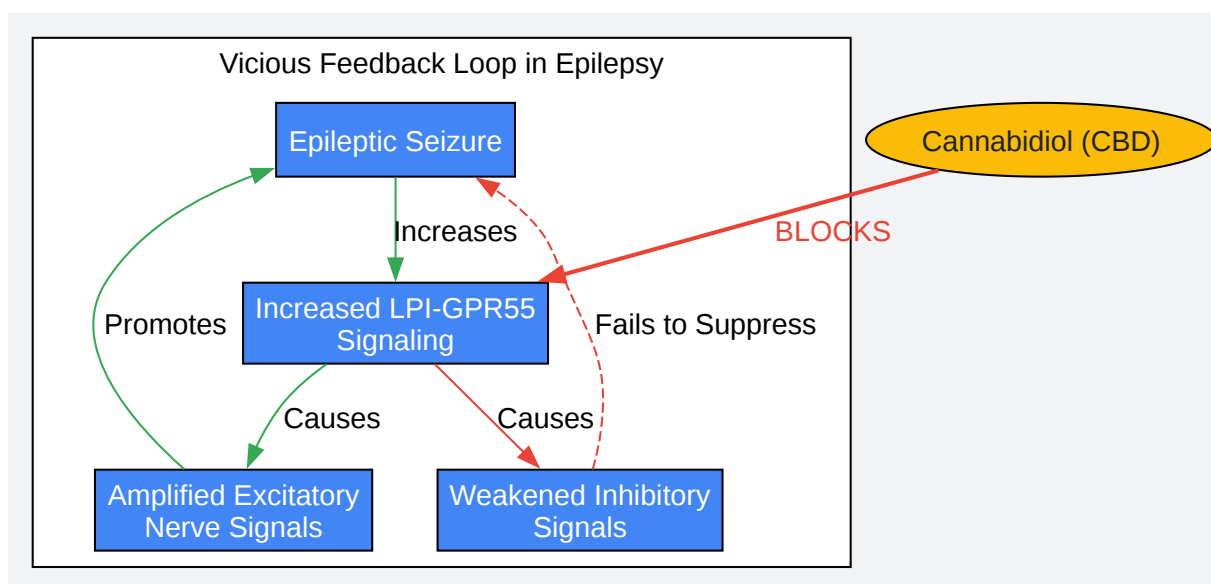 Vicious Feedback Loop in Epilepsy
Epileptic Seizure
Cannabidiol (CBD)
Increases
BLOCKS
Increased LPI-GPR55
Signaling
Promotes
Fails to Suppress
Causes
Causes
Amplified Excitatory
Nerve Signals
Weakened Inhibitory
Signals